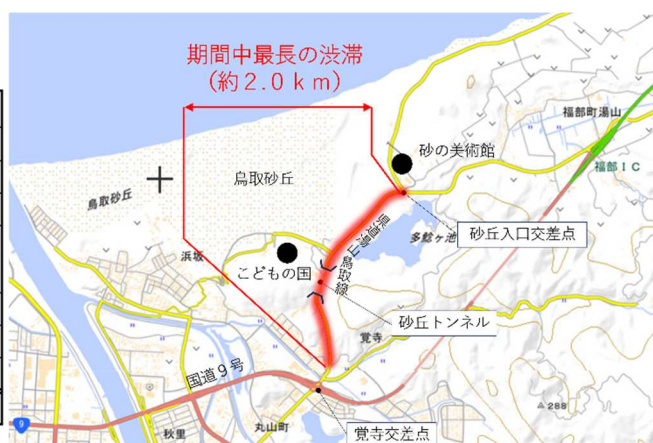 期間中最長の渋滞
(約2.0km)
福部町湯山
福部IC
砂の美術館
鳥取砂丘
鳥取砂丘
砂丘入口交差点
多鯰ヶ池
県道湯山鳥取線
浜坂
こどもの国
砂丘トンネル
覚寺
国道9号
288
9
秋里
丸山町
覚寺交差点